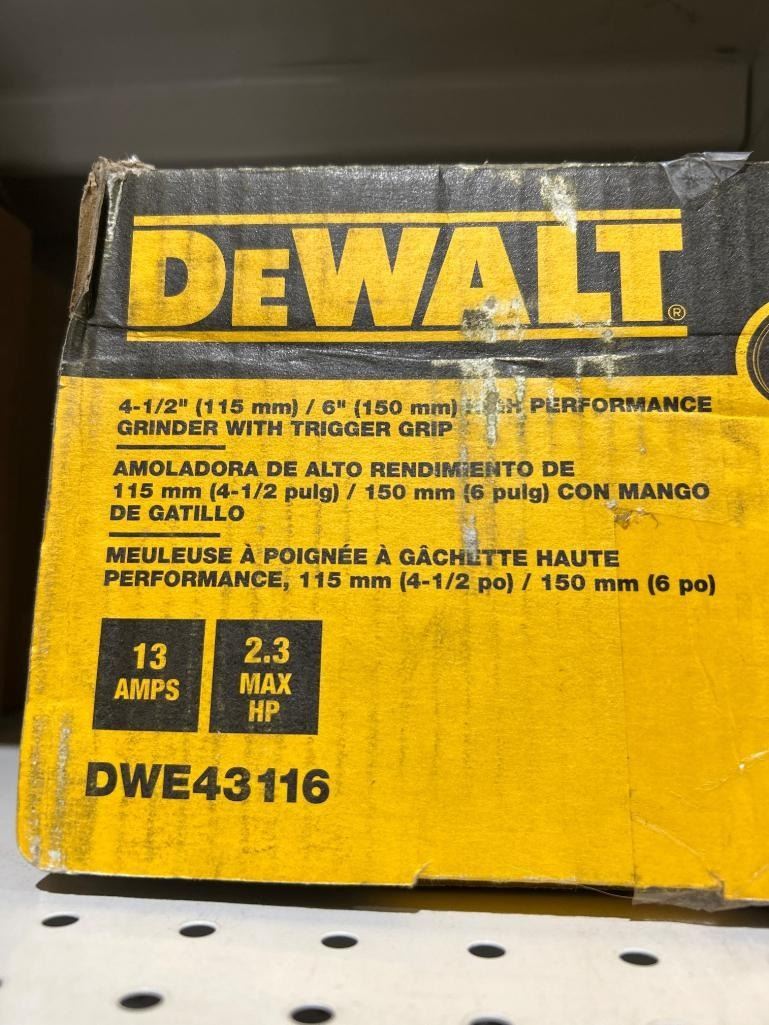 DEWALT®
4-1/2" (115 mm) / 6" (150 mm) HIGH PERFORMANCE
GRINDER WITH TRIGGER GRIP
AMOLADORA DE ALTO RENDIMIENTO DE
115 mm (4-1/2 pulg) / 150 mm (6 pulg) CON MANGO
DE GATILLO
MEULEUSE À POIGNÉE À GÂCHETTE HAUTE
PERFORMANCE, 115 mm (4-1/2 po) / 150 mm (6 po)
13
AMPS
2.3
MAX
HP
DWE43116